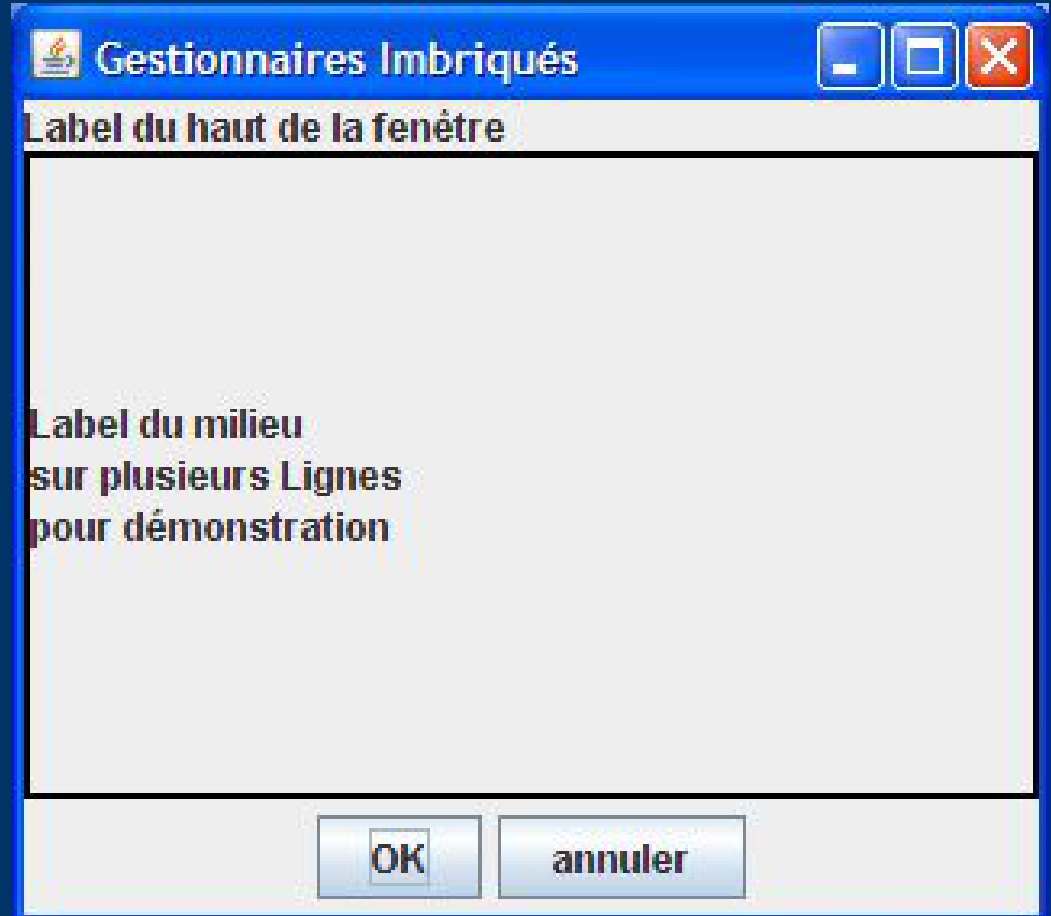 Gestionnaires Imbriqués
Label du haut de la fenêtre
Label du milieu
sur plusieurs Lignes
pour démonstration
OK annuler